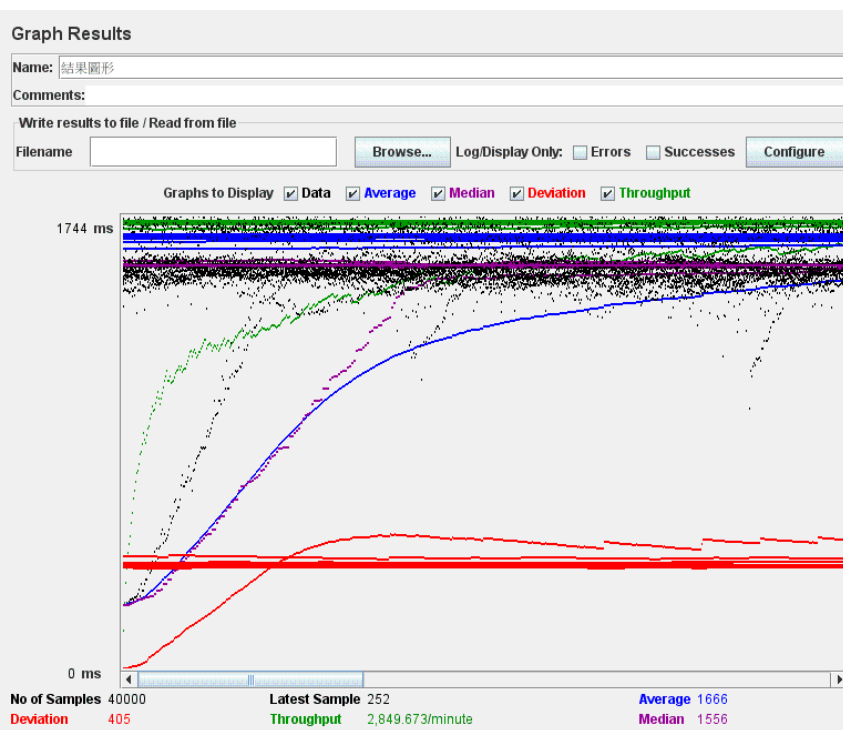 Graph Results
Name: 結果圖形
Comments:
Write results to file / Read from file
Filename Browse... Log/Display Only: Errors Successes Configure
Graphs to Display Data Average Median Deviation Throughput
1744 ms
0 ms
No of Samples 40000 Latest Sample 252 Average 1666
Deviation 405 Throughput 2,849.673/minute Median 1556